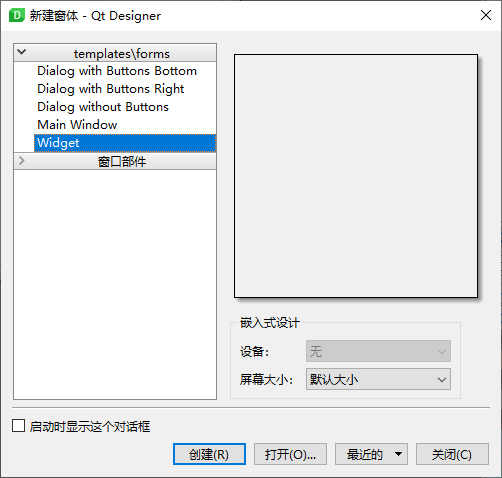 新建窗体 - Qt Designer
templates\forms
Dialog with Buttons Bottom
Dialog with Buttons Right
Dialog without Buttons
Main Window
Widget
窗口部件
嵌入式设计
设备: 无
屏幕大小: 默认大小
启动时显示这个对话框
创建(R) 打开(O)... 最近的 关闭(C)